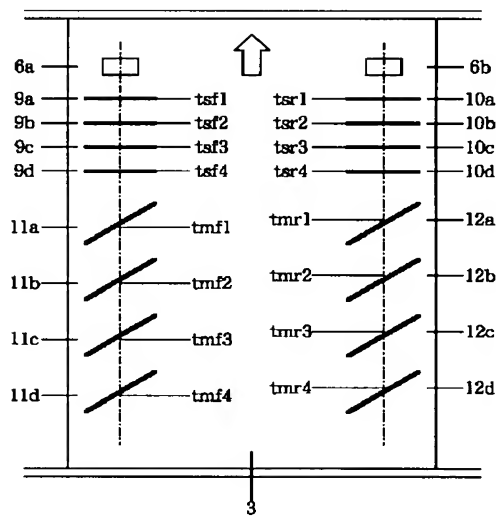 6a 6b
9a tsf1 tsr1 10a
9b tsf2 tsr2 10b
9c tsf3 tsr3 10c
9d tsf4 tsr4 10d
11a tmf1 tmr1 12a
11b tmf2 tmr2 12b
11c tmf3 tmr3 12c
11d tmf4 tmr4 12d
3